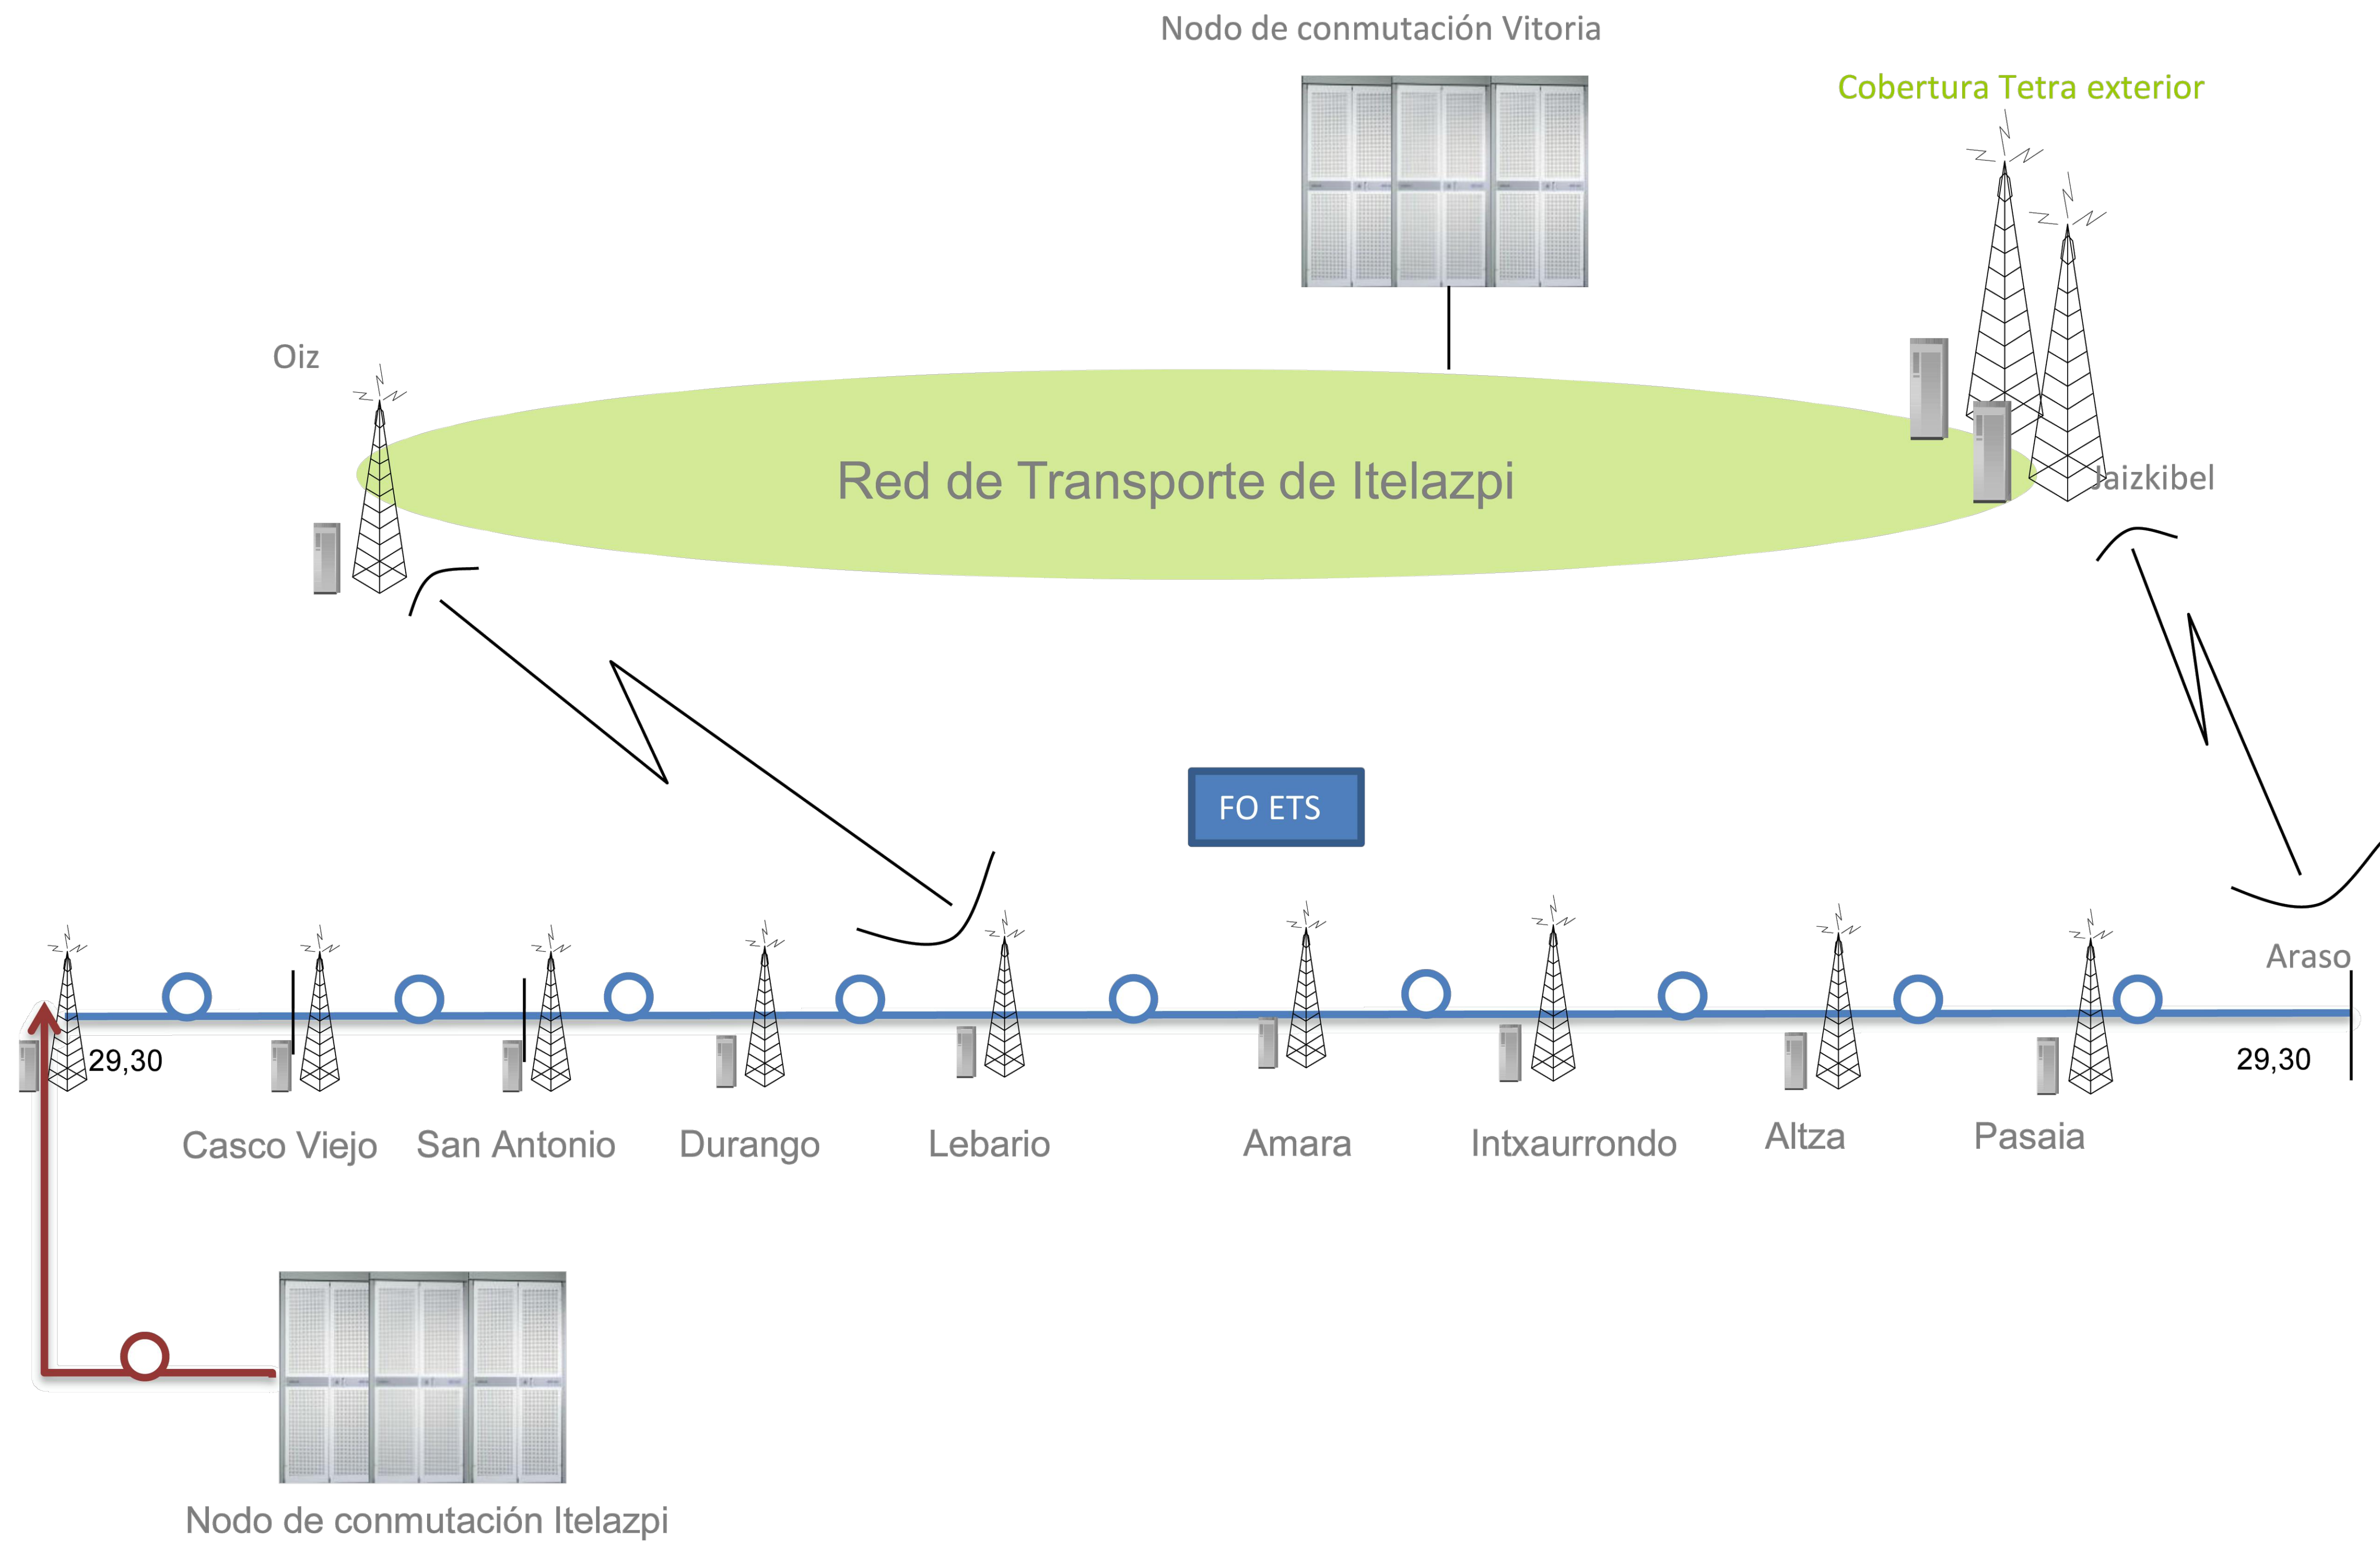 Nodo de conmutación Vitoria
Cobertura Tetra exterior
Oiz
Red de Transporte de Itelazpi
Jaizkibel
FO ETS
Araso
29,30
29,30
Casco Viejo
San Antonio
Durango
Lebario
Amara
Intxaurrondo
Altza
Pasaia
Nodo de conmutación Itelazpi